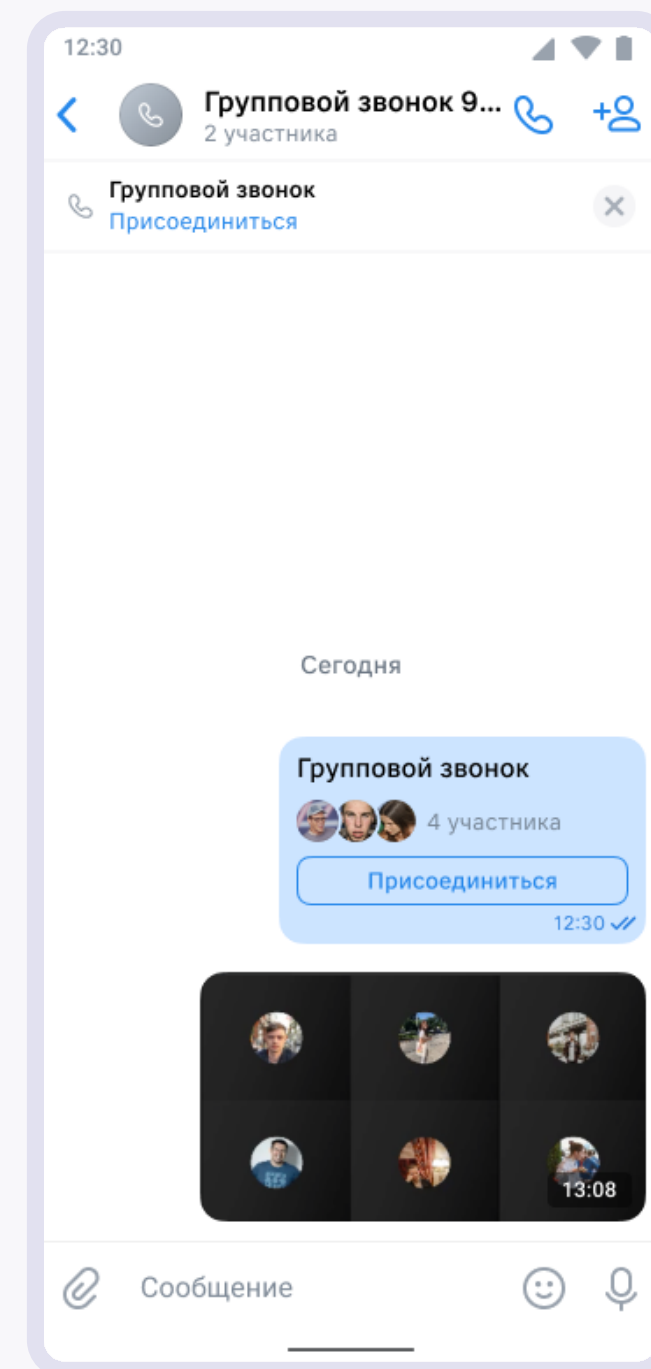 12:30
Групповой звонок 9...
2 участника
Групповой звонок
Присоединиться
Сегодня
Групповой звонок
4 участника
Присоединиться
12:30
13:08
Сообщение